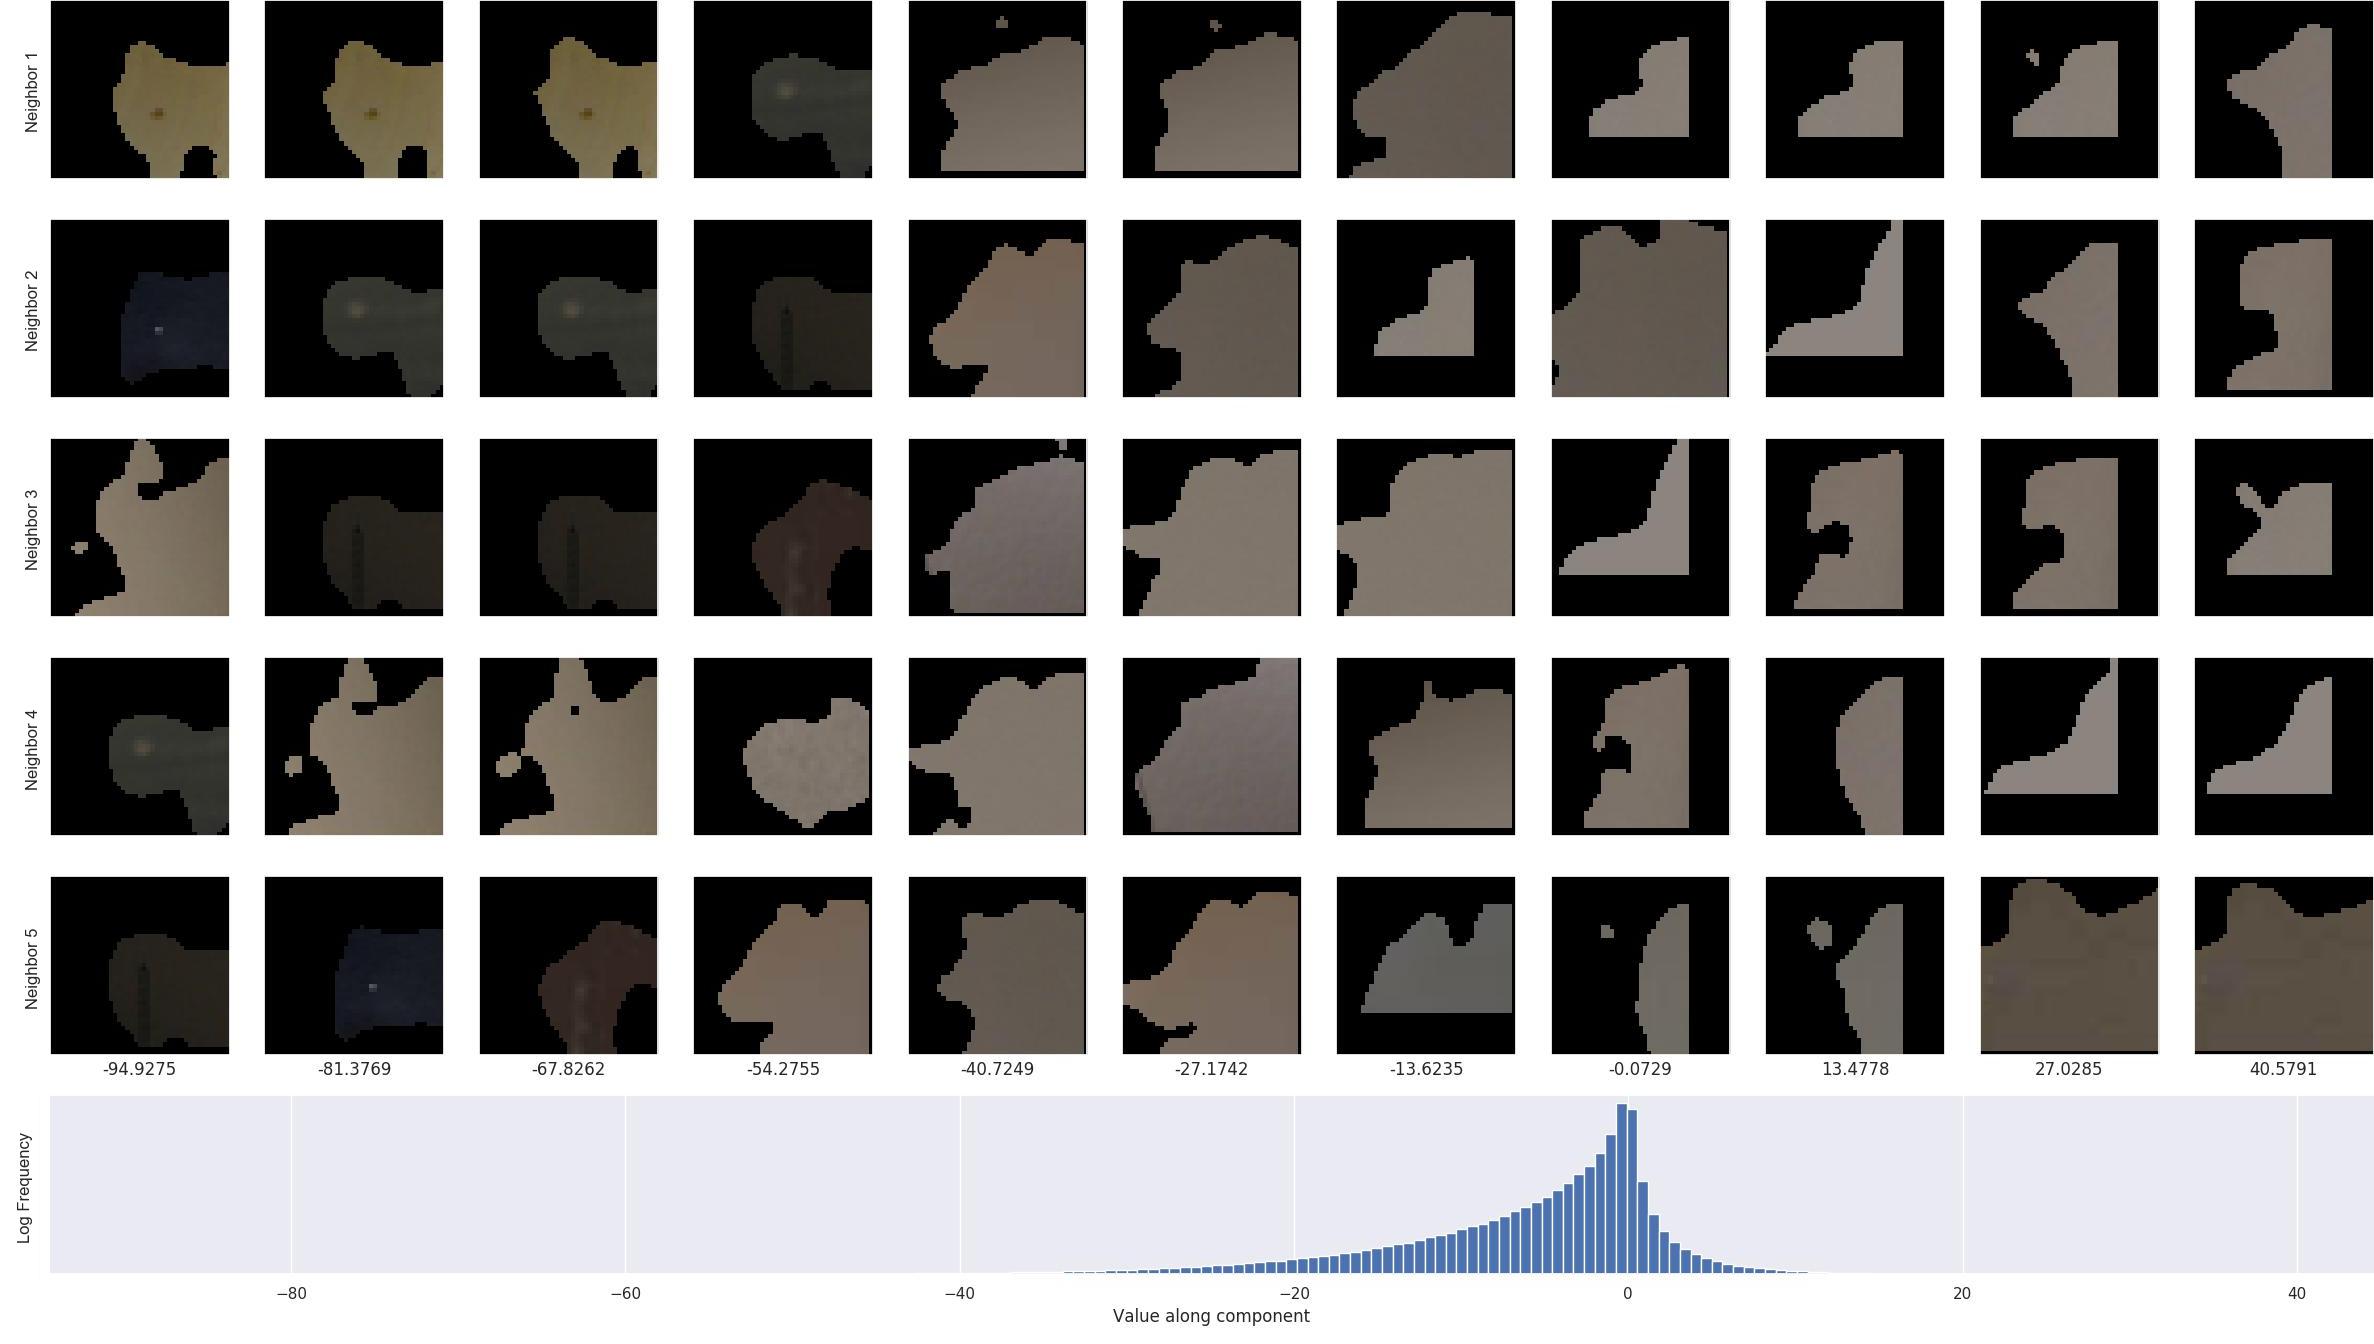 Neighbor 1
Neighbor 2
Neighbor 3
Neighbor 4
Neighbor 5
-94.9275 -81.3769 -67.8262 -54.2755 -40.7249 -27.1742 -13.6235 -0.0729 13.4778 27.0285 40.5791
Log Frequency
−80 −60 −40 −20 0 20 40
Value along component